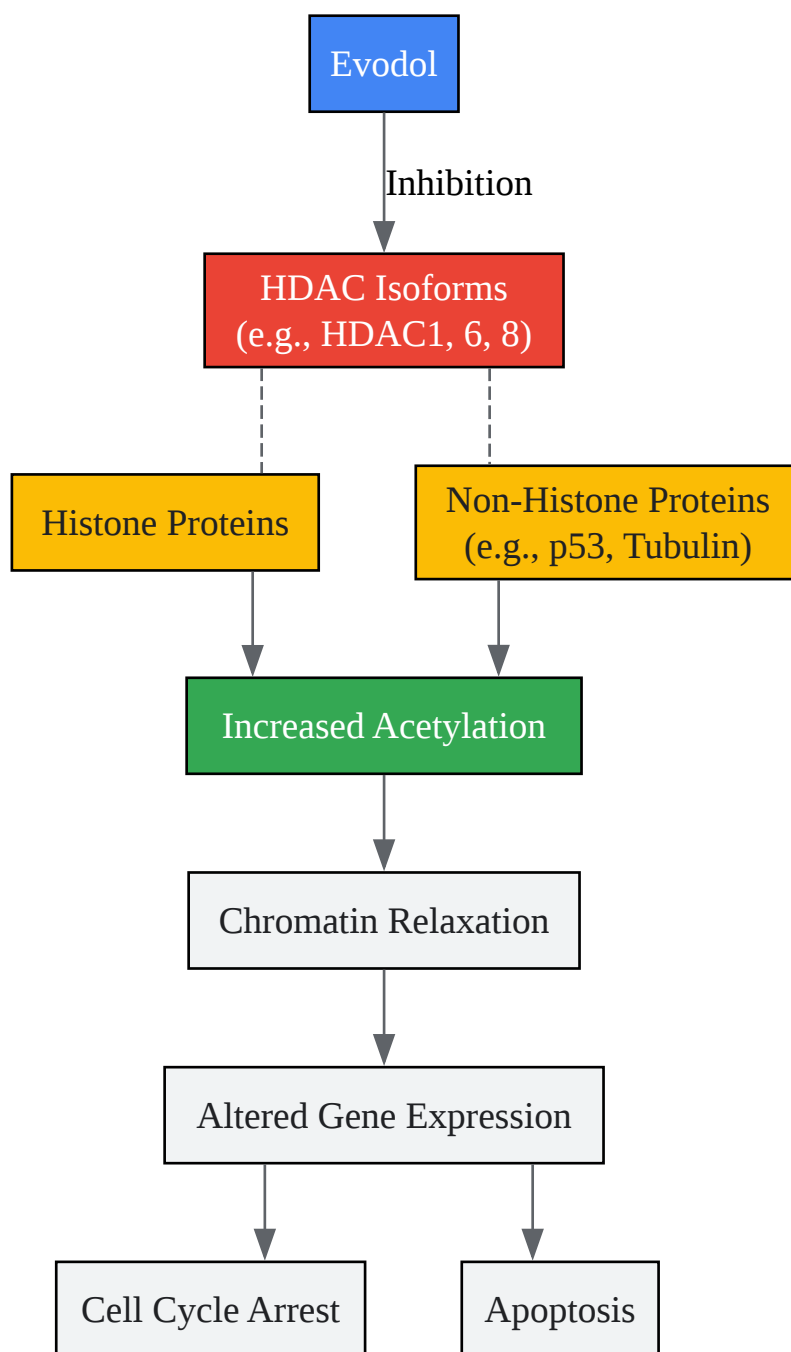 Evodol
Inhibition
HDAC Isoforms
(e.g., HDAC1, 6, 8)
Histone Proteins
Non-Histone Proteins
(e.g., p53, Tubulin)
Increased Acetylation
Chromatin Relaxation
Altered Gene Expression
Cell Cycle Arrest
Apoptosis